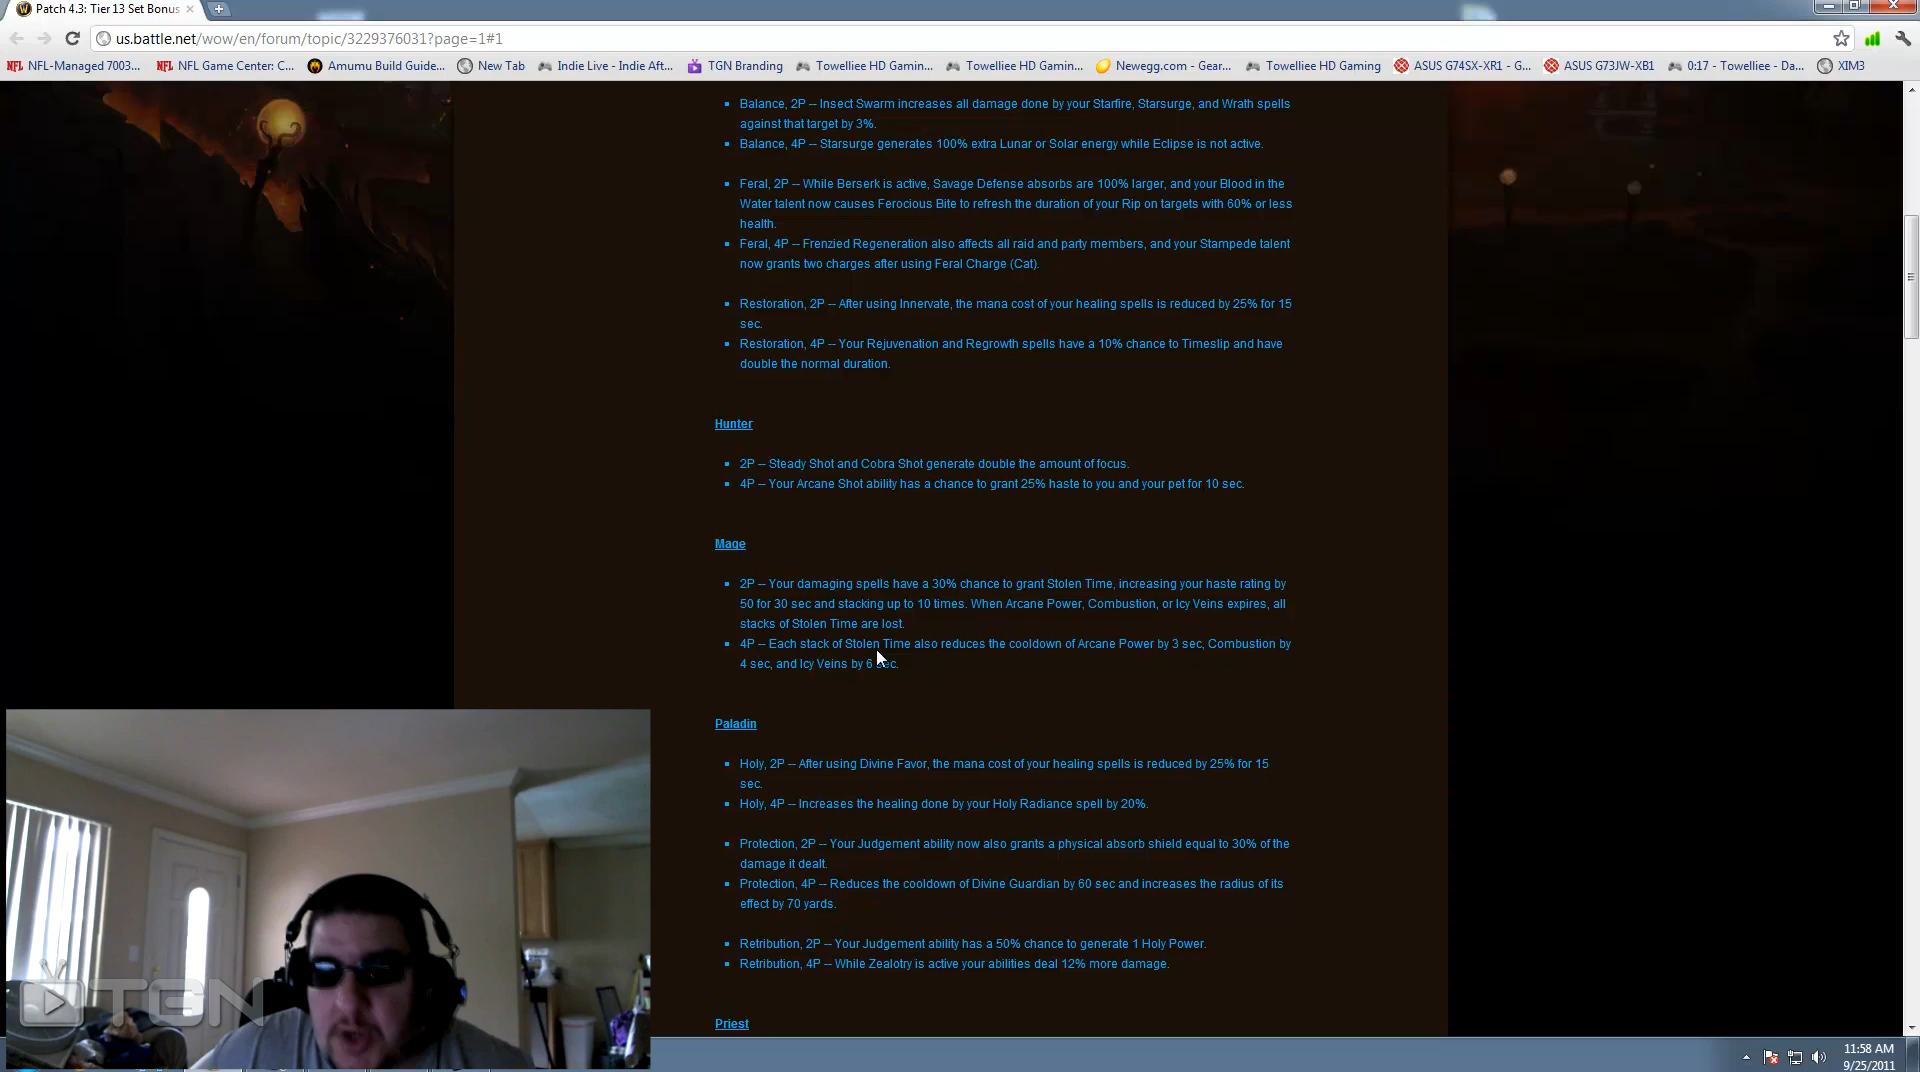 Patch 4.3: Tier 13 Set Bonus
us.battle.net/wow/en/forum/topic/3229376031?page=1#1
NFL NFL-Managed 7003... NFL NFL Game Center: C... Amumu Build Guide... New Tab Indie Live - Indie Aft... TGN Branding Towelliee HD Gamin... Towelliee HD Gamin... Newegg.com - Gear... Towelliee HD Gaming ASUS G74SX-XR1 - G... ASUS G73JW-XB1 0:17 - Towelliee - Da... XIM3
Balance, 2P -- Insect Swarm increases all damage done by your Starfire, Starsurge, and Wrath spells
against that target by 3%.
Balance, 4P -- Starsurge generates 100% extra Lunar or Solar energy while Eclipse is not active.
Feral, 2P -- While Berserk is active, Savage Defense absorbs are 100% larger, and your Blood in the
Water talent now causes Ferocious Bite to refresh the duration of your Rip on targets with 60% or less
health.
Feral, 4P -- Frenzied Regeneration also affects all raid and party members, and your Stampede talent
now grants two charges after using Feral Charge (Cat).
Restoration, 2P -- After using Innervate, the mana cost of your healing spells is reduced by 25% for 15
sec.
Restoration, 4P -- Your Rejuvenation and Regrowth spells have a 10% chance to Timeslip and have
double the normal duration.
Hunter
2P -- Steady Shot and Cobra Shot generate double the amount of focus.
4P -- Your Arcane Shot ability has a chance to grant 25% haste to you and your pet for 10 sec.
Mage
2P -- Your damaging spells have a 30% chance to grant Stolen Time, increasing your haste rating by
50 for 30 sec and stacking up to 10 times. When Arcane Power, Combustion, or Icy Veins expires, all
stacks of Stolen Time are lost.
4P -- Each stack of Stolen Time also reduces the cooldown of Arcane Power by 3 sec, Combustion by
4 sec, and Icy Veins by 6 sec.
Paladin
Holy, 2P -- After using Divine Favor, the mana cost of your healing spells is reduced by 25% for 15
sec.
Holy, 4P -- Increases the healing done by your Holy Radiance spell by 20%.
Protection, 2P -- Your Judgement ability now also grants a physical absorb shield equal to 30% of the
damage it dealt.
Protection, 4P -- Reduces the cooldown of Divine Guardian by 60 sec and increases the radius of its
effect by 70 yards.
Retribution, 2P -- Your Judgement ability has a 50% chance to generate 1 Holy Power.
Retribution, 4P -- While Zealotry is active your abilities deal 12% more damage.
Priest
TGN
11:58 AM
9/25/2011